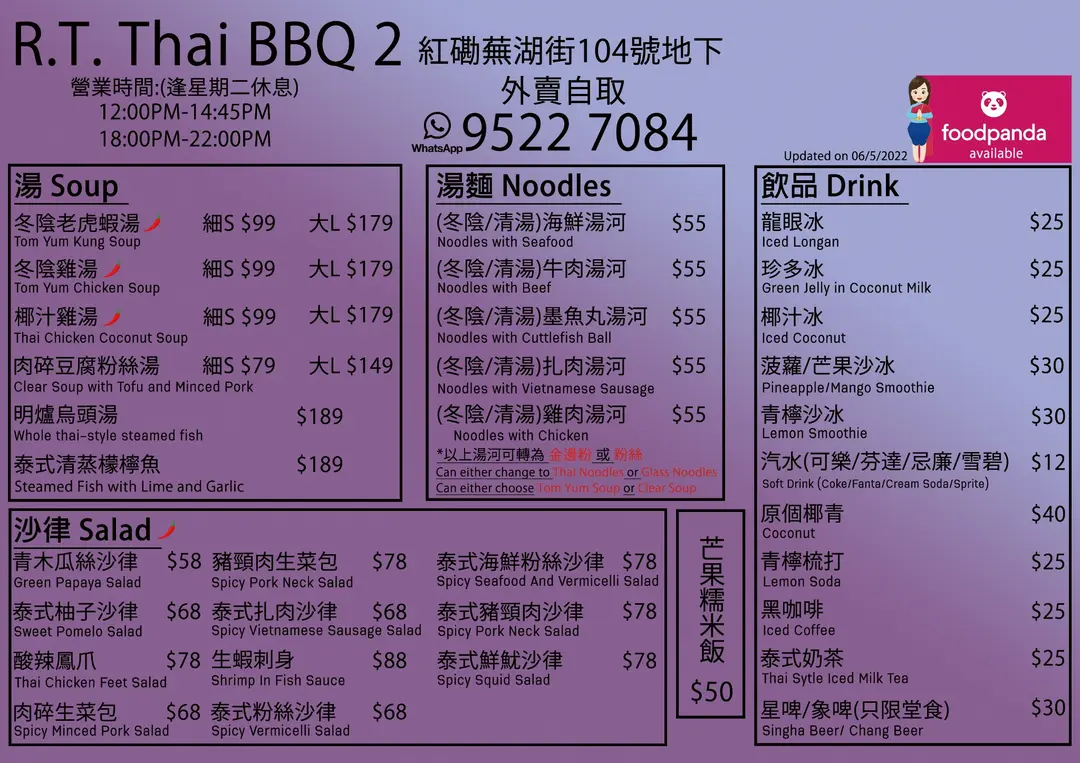 R.T. Thai BBQ 2
紅磡蕪湖街104號地下
營業時間:(逢星期二休息)
12:00PM-14:45PM
18:00PM-22:00PM
外賣自取
WhatsApp 9522 7084
foodpanda
available
Updated on 06/5/2022
湯 Soup
冬陰老虎蝦湯 細S $99 大L $179
Tom Yum Kung Soup
冬陰雞湯 細S $99 大L $179
Tom Yum Chicken Soup
椰汁雞湯 細S $99 大L $179
Thai Chicken Coconut Soup
肉碎豆腐粉絲湯 細S $79 大L $149
Clear Soup with Tofu and Minced Pork
明爐烏頭湯 $189
Whole thai-style steamed fish
泰式清蒸檬檸魚 $189
Steamed Fish with Lime and Garlic
湯麵 Noodles
(冬陰/清湯)海鮮湯河 $55
Noodles with Seafood
(冬陰/清湯)牛肉湯河 $55
Noodles with Beef
(冬陰/清湯)墨魚丸湯河 $55
Noodles with Cuttlefish Ball
(冬陰/清湯)扎肉湯河 $55
Noodles with Vietnamese Sausage
(冬陰/清湯)雞肉湯河 $55
Noodles with Chicken
*以上湯河可轉為 金邊粉 或 粉絲
Can either change to Thai Noodles or Glass Noodles
Can either choose Tom Yum Soup or Clear Soup
飲品 Drink
龍眼冰 $25
Iced Longan
珍多冰 $25
Green Jelly in Coconut Milk
椰汁冰 $25
Iced Coconut
菠蘿/芒果沙冰 $30
Pineapple/Mango Smoothie
青檸沙冰 $30
Lemon Smoothie
汽水(可樂/芬達/忌廉/雪碧) $12
Soft Drink (Coke/Fanta/Cream Soda/Sprite)
原個椰青 $40
Coconut
青檸梳打 $25
Lemon Soda
黑咖啡 $25
Iced Coffee
泰式奶茶 $25
Thai Sytle Iced Milk Tea
星啤/象啤(只限堂食) $30
Singha Beer/ Chang Beer
沙律 Salad
青木瓜絲沙律 $58 豬頸肉生菜包 $78 泰式海鮮粉絲沙律 $78
Green Papaya Salad Spicy Pork Neck Salad Spicy Seafood And Vermicelli Salad
泰式柚子沙律 $68 泰式扎肉沙律 $68 泰式豬頸肉沙律 $78
Sweet Pomelo Salad Spicy Vietnamese Sausage Salad Spicy Pork Neck Salad
酸辣鳳爪 $78 生蝦刺身 $88 泰式鮮魷沙律 $78
Thai Chicken Feet Salad Shrimp In Fish Sauce Spicy Squid Salad
肉碎生菜包 $68 泰式粉絲沙律 $68
Spicy Minced Pork Salad Spicy Vermicelli Salad
芒果糯米飯
$50